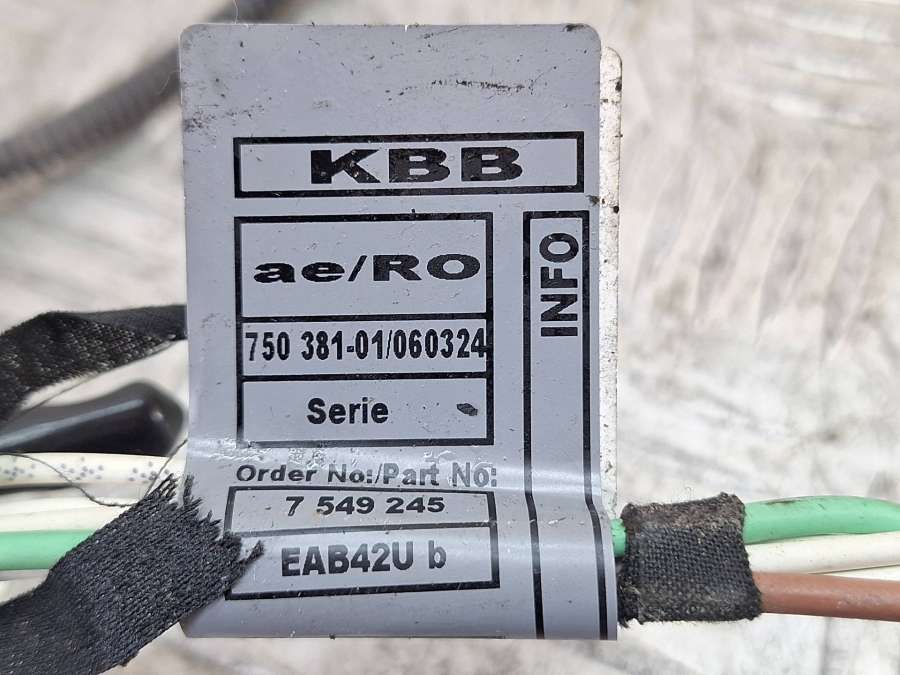 KBB
ae/RO
750 381-01/060324
Serie
INFO
Order No:/Part No:
7 549 245
EAB42U b